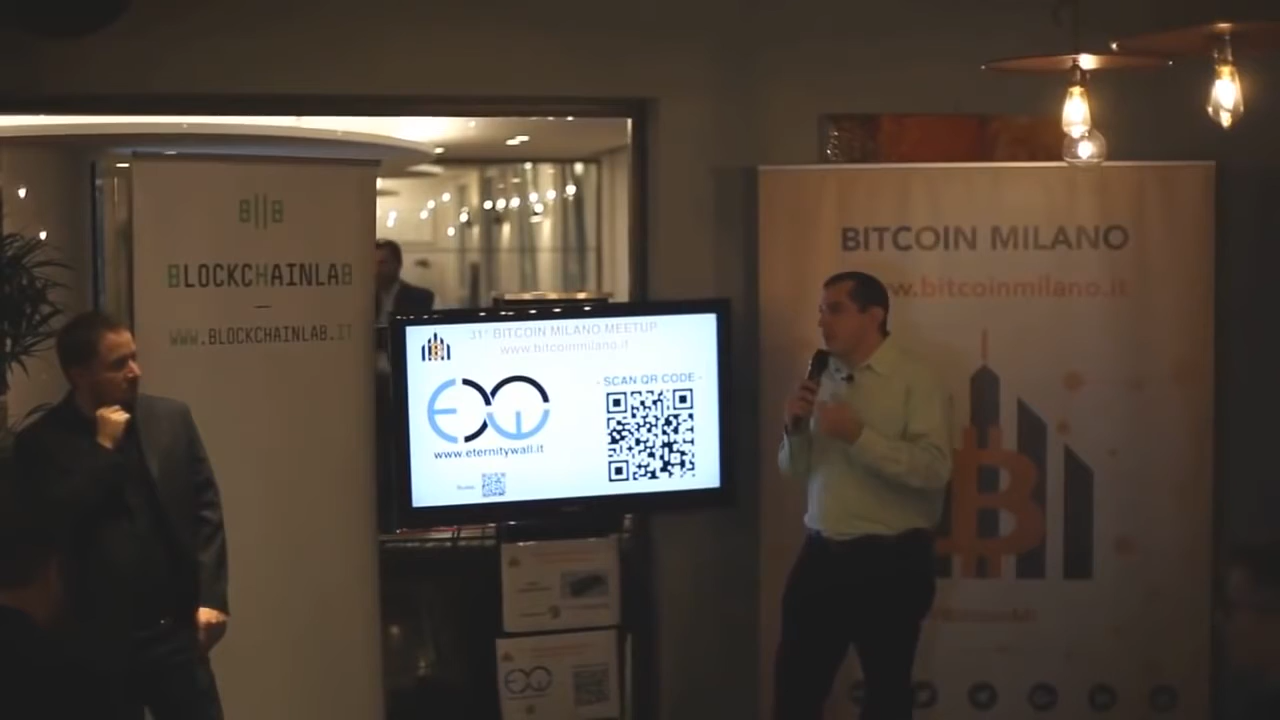 B||B
BLOCKCHAINLAB
WWW.BLOCKCHAINLAB.IT
31° BITCOIN MILANO MEETUP
www.bitcoinmilano.it
- SCAN QR CODE -
www.eternitywall.it
BITCOIN MILANO
www.bitcoinmilano.it